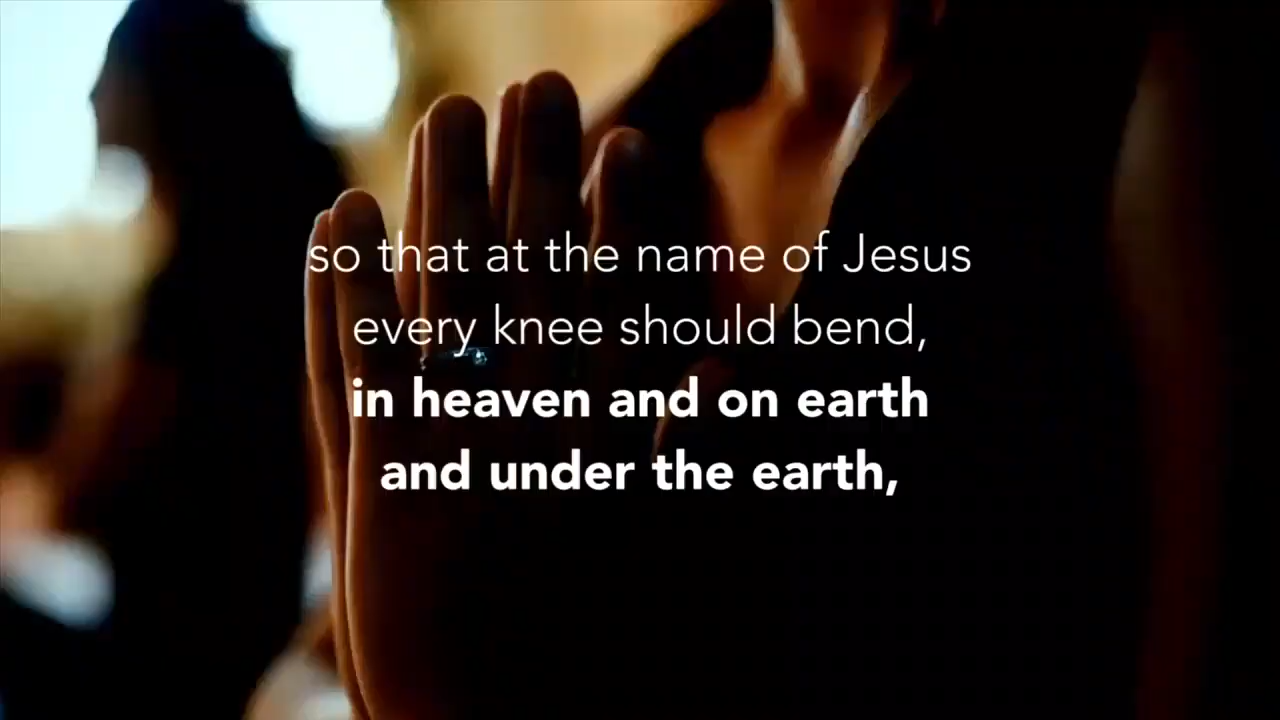 so that at the name of Jesus
every knee should bend,
in heaven and on earth
and under the earth,